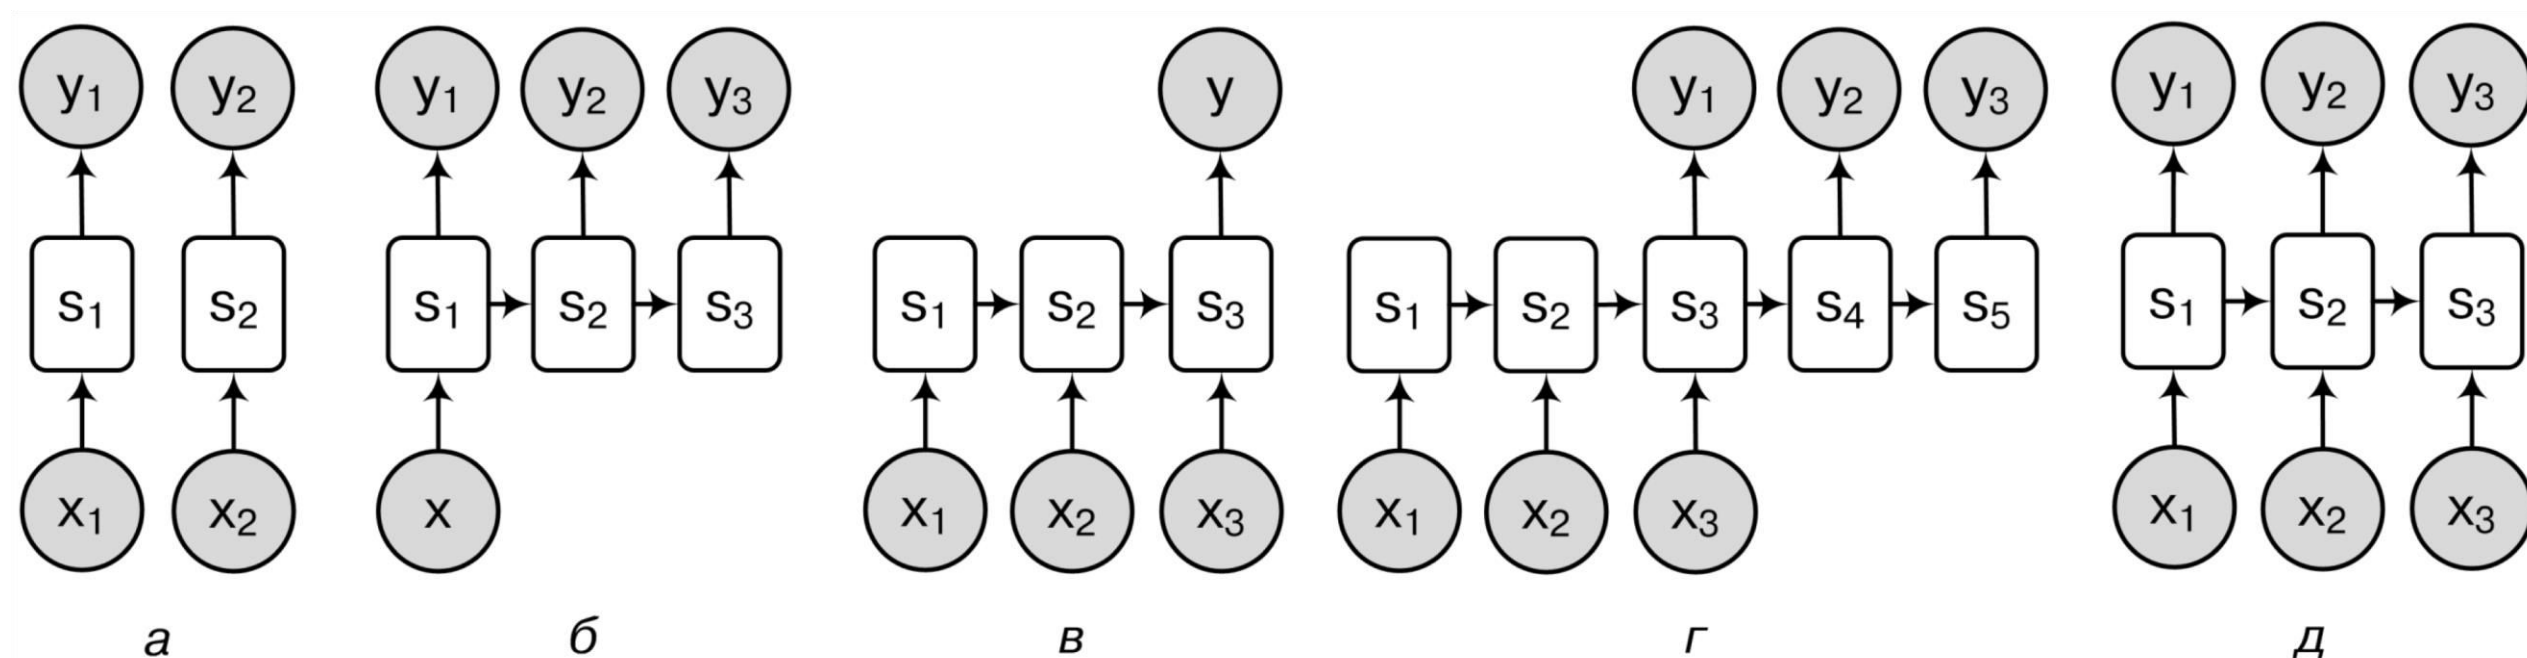 y₁ y₂ y₁ y₂ y₃ y y₁ y₂ y₃ y₁ y₂ y₃
s₁ s₂ s₁ s₂ s₃ s₁ s₂ s₃ s₁ s₂ s₃ s₄ s₅ s₁ s₂ s₃
x₁ x₂ x x₁ x₂ x₃ x₁ x₂ x₃ x₁ x₂ x₃
а б в г д